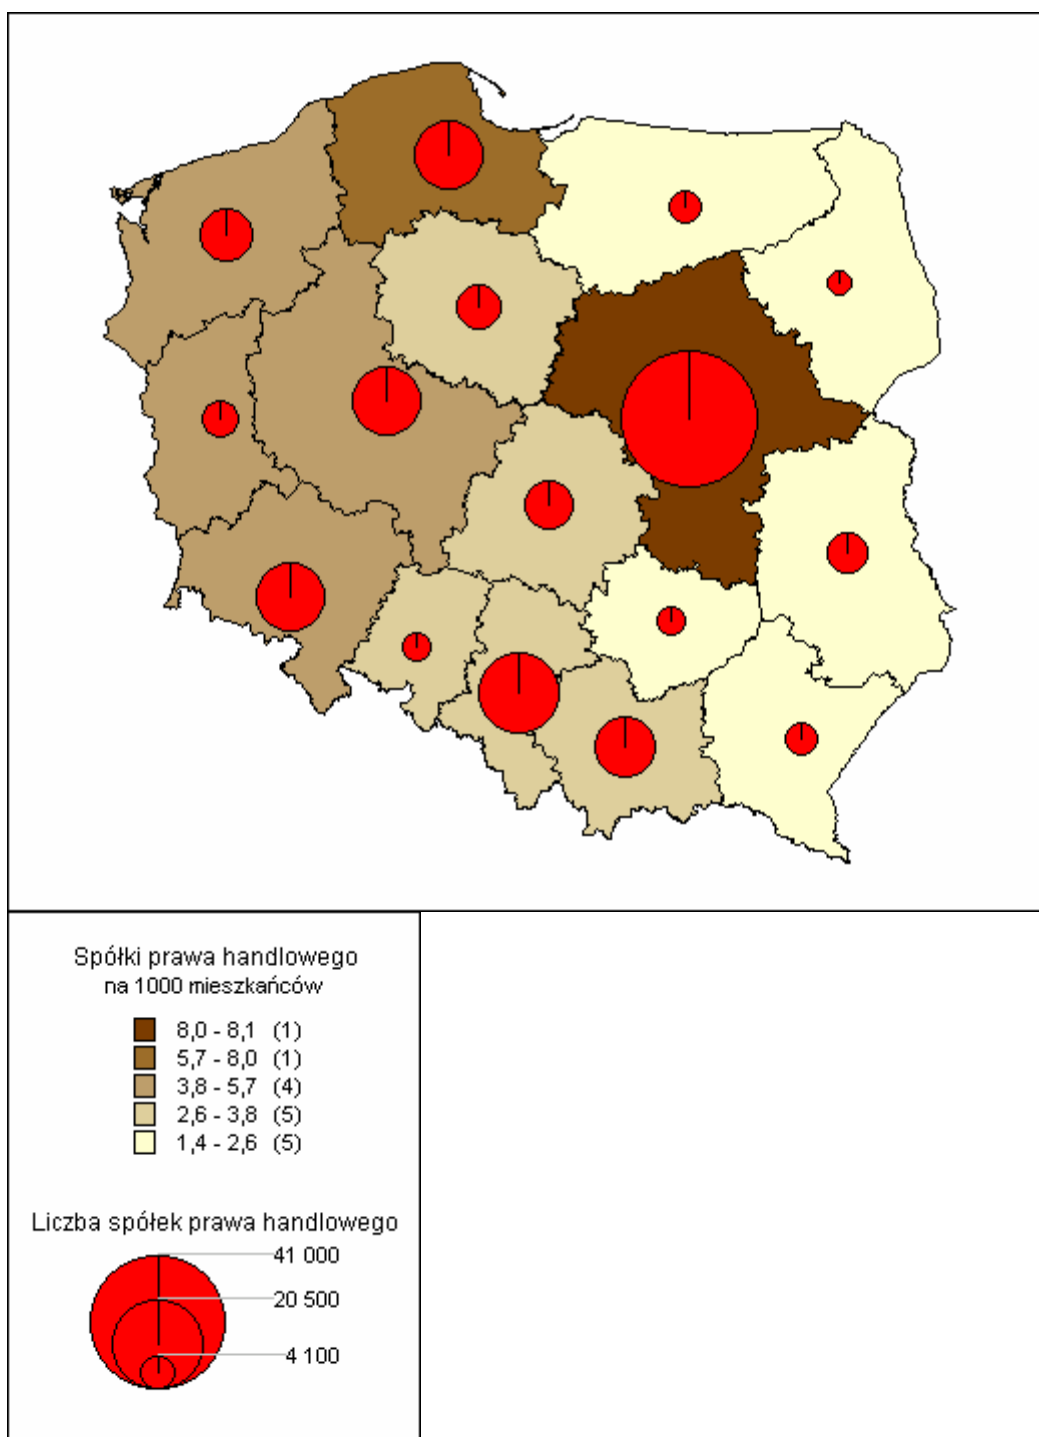 Spółki prawa handlowego
na 1000 mieszkańców
8,0 - 8,1 (1)
5,7 - 8,0 (1)
3,8 - 5,7 (4)
2,6 - 3,8 (5)
1,4 - 2,6 (5)
Liczba spółek prawa handlowego
41 000
20 500
4 100